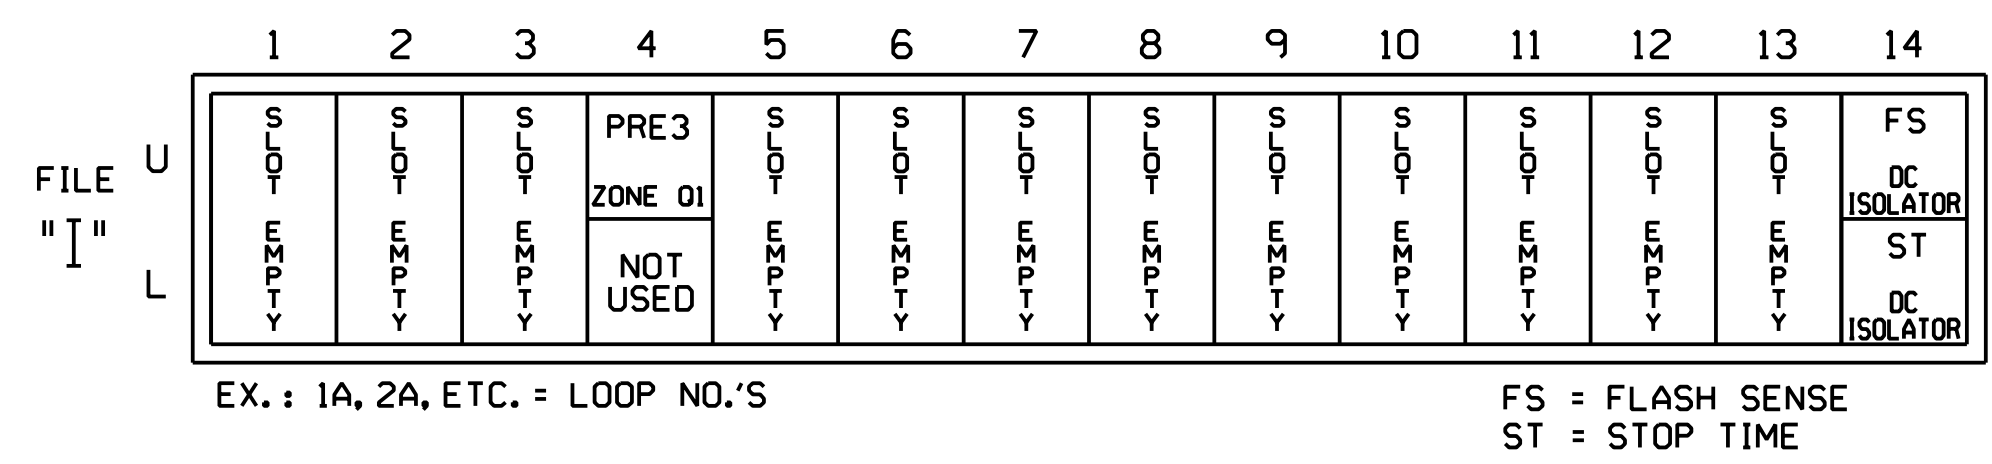 1 2 3 4 5 6 7 8 9 10 11 12 13 14
FILE
"I"
U
L
SLOT EMPTY
SLOT EMPTY
SLOT EMPTY
PRE3
ZONE Q1
NOT
USED
SLOT EMPTY
SLOT EMPTY
SLOT EMPTY
SLOT EMPTY
SLOT EMPTY
SLOT EMPTY
SLOT EMPTY
SLOT EMPTY
SLOT EMPTY
FS
DC
ISOLATOR
ST
DC
ISOLATOR
EX.: 1A, 2A, ETC. = LOOP NO.'S
FS = FLASH SENSE
ST = STOP TIME